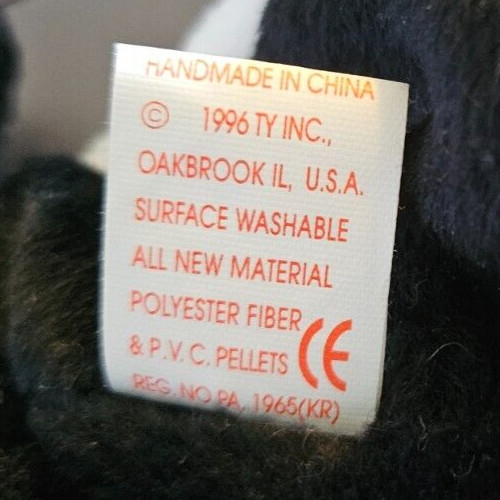 HANDMADE IN CHINA
© 1996 TY INC.,
OAKBROOK IL, U.S.A.
SURFACE WASHABLE
ALL NEW MATERIAL
POLYESTER FIBER
& P.V.C. PELLETS CE
REG. NO PA. 1965(KR)